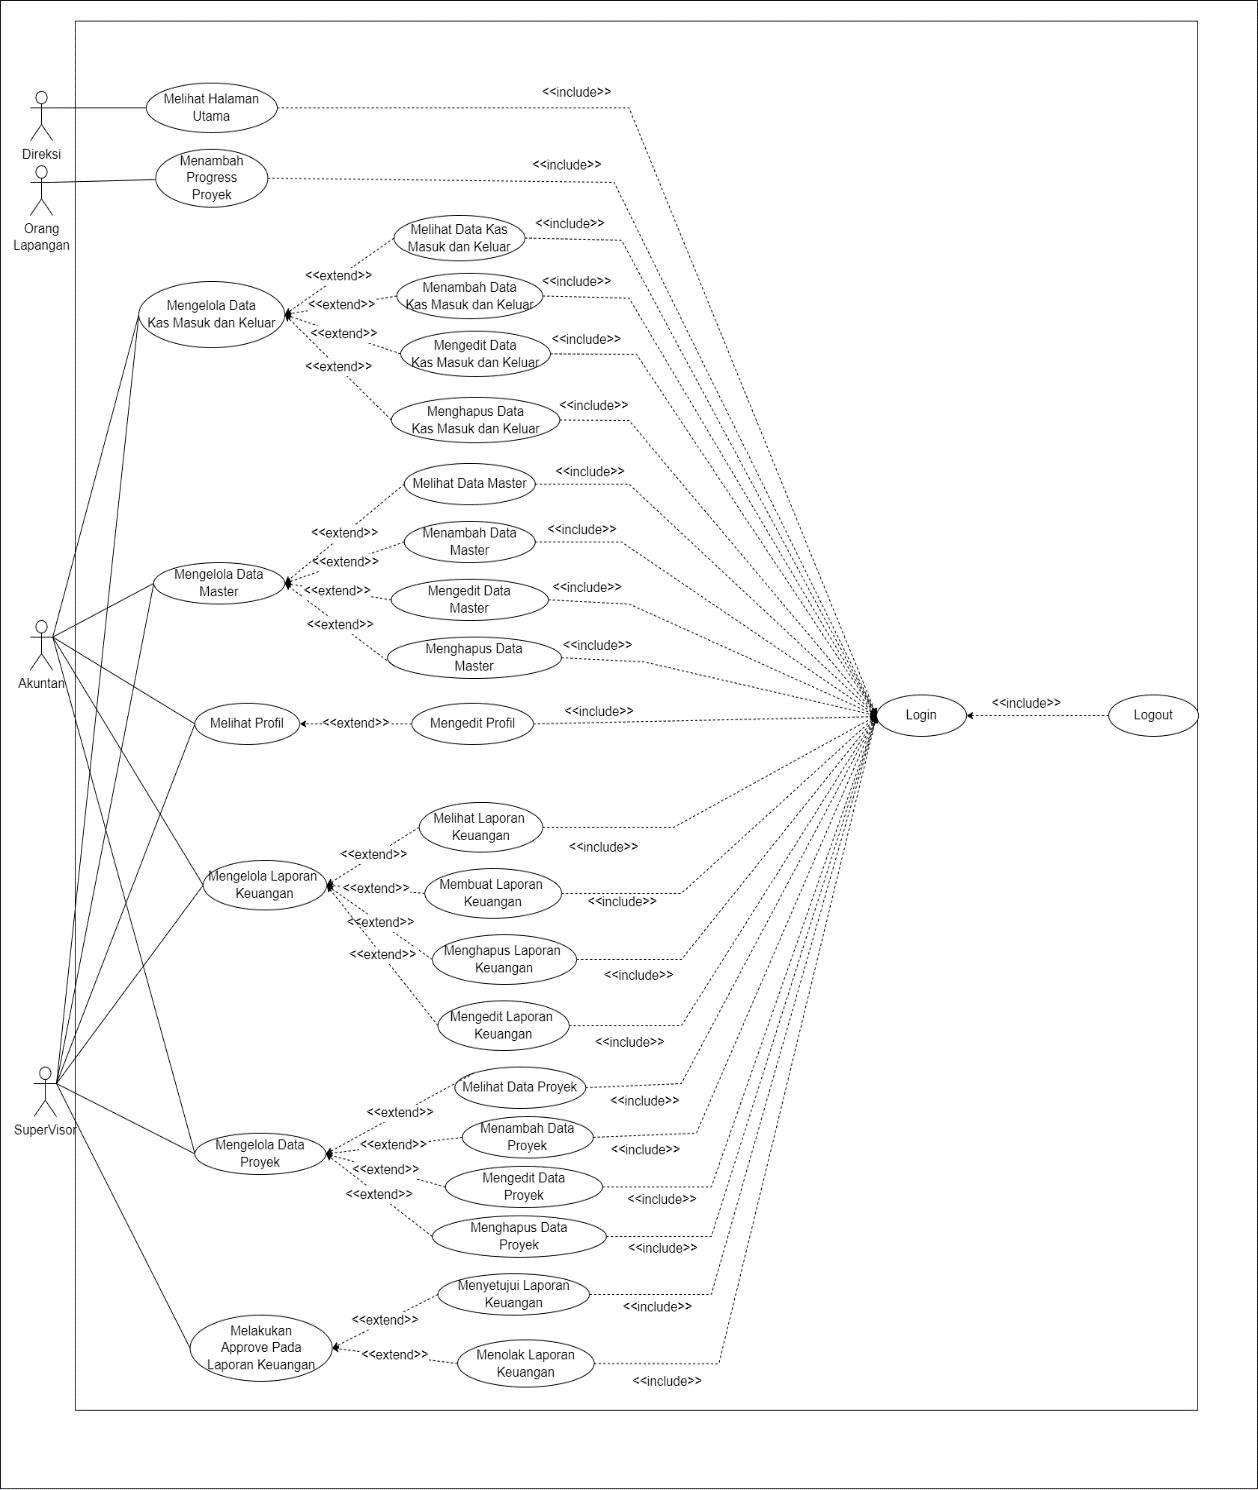 <<include>>
Melihat Halaman
Utama
Direksi
<<include>>
Menambah
Progress
Proyek
Orang
Lapangan
<<include>>
Melihat Data Kas
Masuk dan Keluar
<<extend>>
<<include>>
Menambah Data
Kas Masuk dan Keluar
<<extend>>
Mengelola Data
Kas Masuk dan Keluar
<<extend>>
<<include>>
Mengedit Data
Kas Masuk dan Keluar
<<extend>>
<<include>>
Menghapus Data
Kas Masuk dan Keluar
<<include>>
Melihat Data Master
<<extend>>
<<include>>
Menambah Data
Master
<<extend>>
Mengelola Data
Master
<<extend>>
<<include>>
Mengedit Data
Master
<<extend>>
<<include>>
Menghapus Data
Master
Akuntan
Melihat Profil
<<extend>>
Mengedit Profil
<<include>>
Login
<<include>>
Logout
Melihat Laporan
Keuangan
<<include>>
<<extend>>
Mengelola Laporan
Keuangan
<<extend>>
Membuat Laporan
Keuangan
<<include>>
<<extend>>
Menghapus Laporan
Keuangan
<<include>>
<<extend>>
Mengedit Laporan
Keuangan
<<include>>
Melihat Data Proyek
<<include>>
<<extend>>
SuperVisor
Menambah Data
Proyek
<<include>>
<<extend>>
Mengelola Data
Proyek
<<extend>>
Mengedit Data
Proyek
<<include>>
<<extend>>
Menghapus Data
Proyek
<<include>>
Menyetujui Laporan
Keuangan
<<include>>
<<extend>>
Melakukan
Approve Pada
Laporan Keuangan
<<extend>>
Menolak Laporan
Keuangan
<<include>>